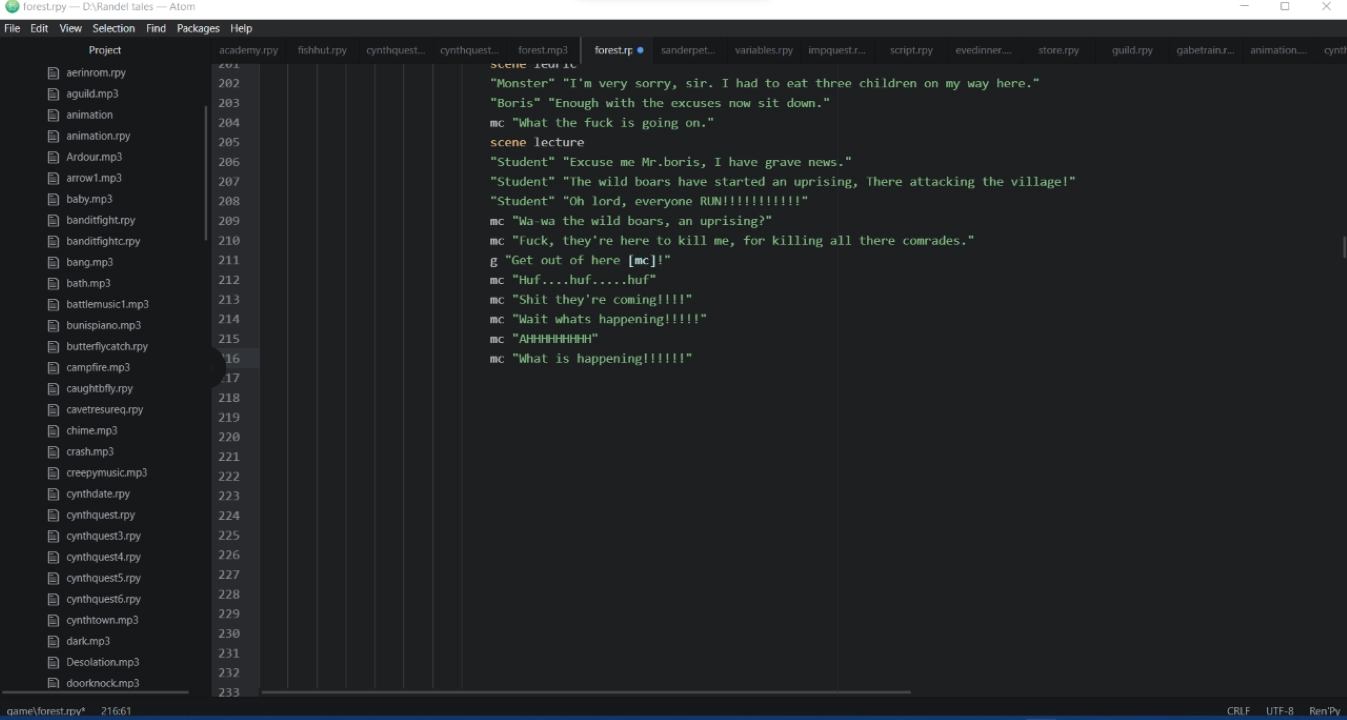 forest.rpy — D:\Randel tales — Atom
File Edit View Selection Find Packages Help
Project
academy.rpy fishhut.rpy cynthquest... cynthquest... forest.mp3 forest.rp sanderpet... variables.rpy impquest.r... script.rpy evedinner.... store.rpy guild.rpy gabetrain.r... animation.... cynth
aerinrom.rpy
aguild.mp3
animation
animation.rpy
Ardour.mp3
arrow1.mp3
baby.mp3
banditfight.rpy
banditfightc.rpy
bang.mp3
bath.mp3
battlemusic1.mp3
bunispiano.mp3
butterflycatch.rpy
campfire.mp3
caughtbfly.rpy
cavetresureq.rpy
chime.mp3
crash.mp3
creepymusic.mp3
cynthdate.rpy
cynthquest.rpy
cynthquest3.rpy
cynthquest4.rpy
cynthquest5.rpy
cynthquest6.rpy
cynthtown.mp3
dark.mp3
Desolation.mp3
doorknock.mp3
201 scene
202 "Monster" "I'm very sorry, sir. I had to eat three children on my way here."
203 "Boris" "Enough with the excuses now sit down."
204 mc "What the fuck is going on."
205 scene lecture
206 "Student" "Excuse me Mr.boris, I have grave news."
207 "Student" "The wild boars have started an uprising, There attacking the village!"
208 "Student" "Oh lord, everyone RUN!!!!!!!!!!!"
209 mc "Wa-wa the wild boars, an uprising?"
210 mc "Fuck, they're here to kill me, for killing all there comrades."
211 g "Get out of here [mc]!"
212 mc "Huf....huf.....huf"
213 mc "Shit they're coming!!!!"
214 mc "Wait whats happening!!!!!"
215 mc "AHHHHHHHHH"
16 mc "What is happening!!!!!!"
17
218
219
220
221
222
223
224
225
226
227
228
229
230
231
232
233
game\forest.rpy* 216:61 CRLF UTF-8 Ren'Py